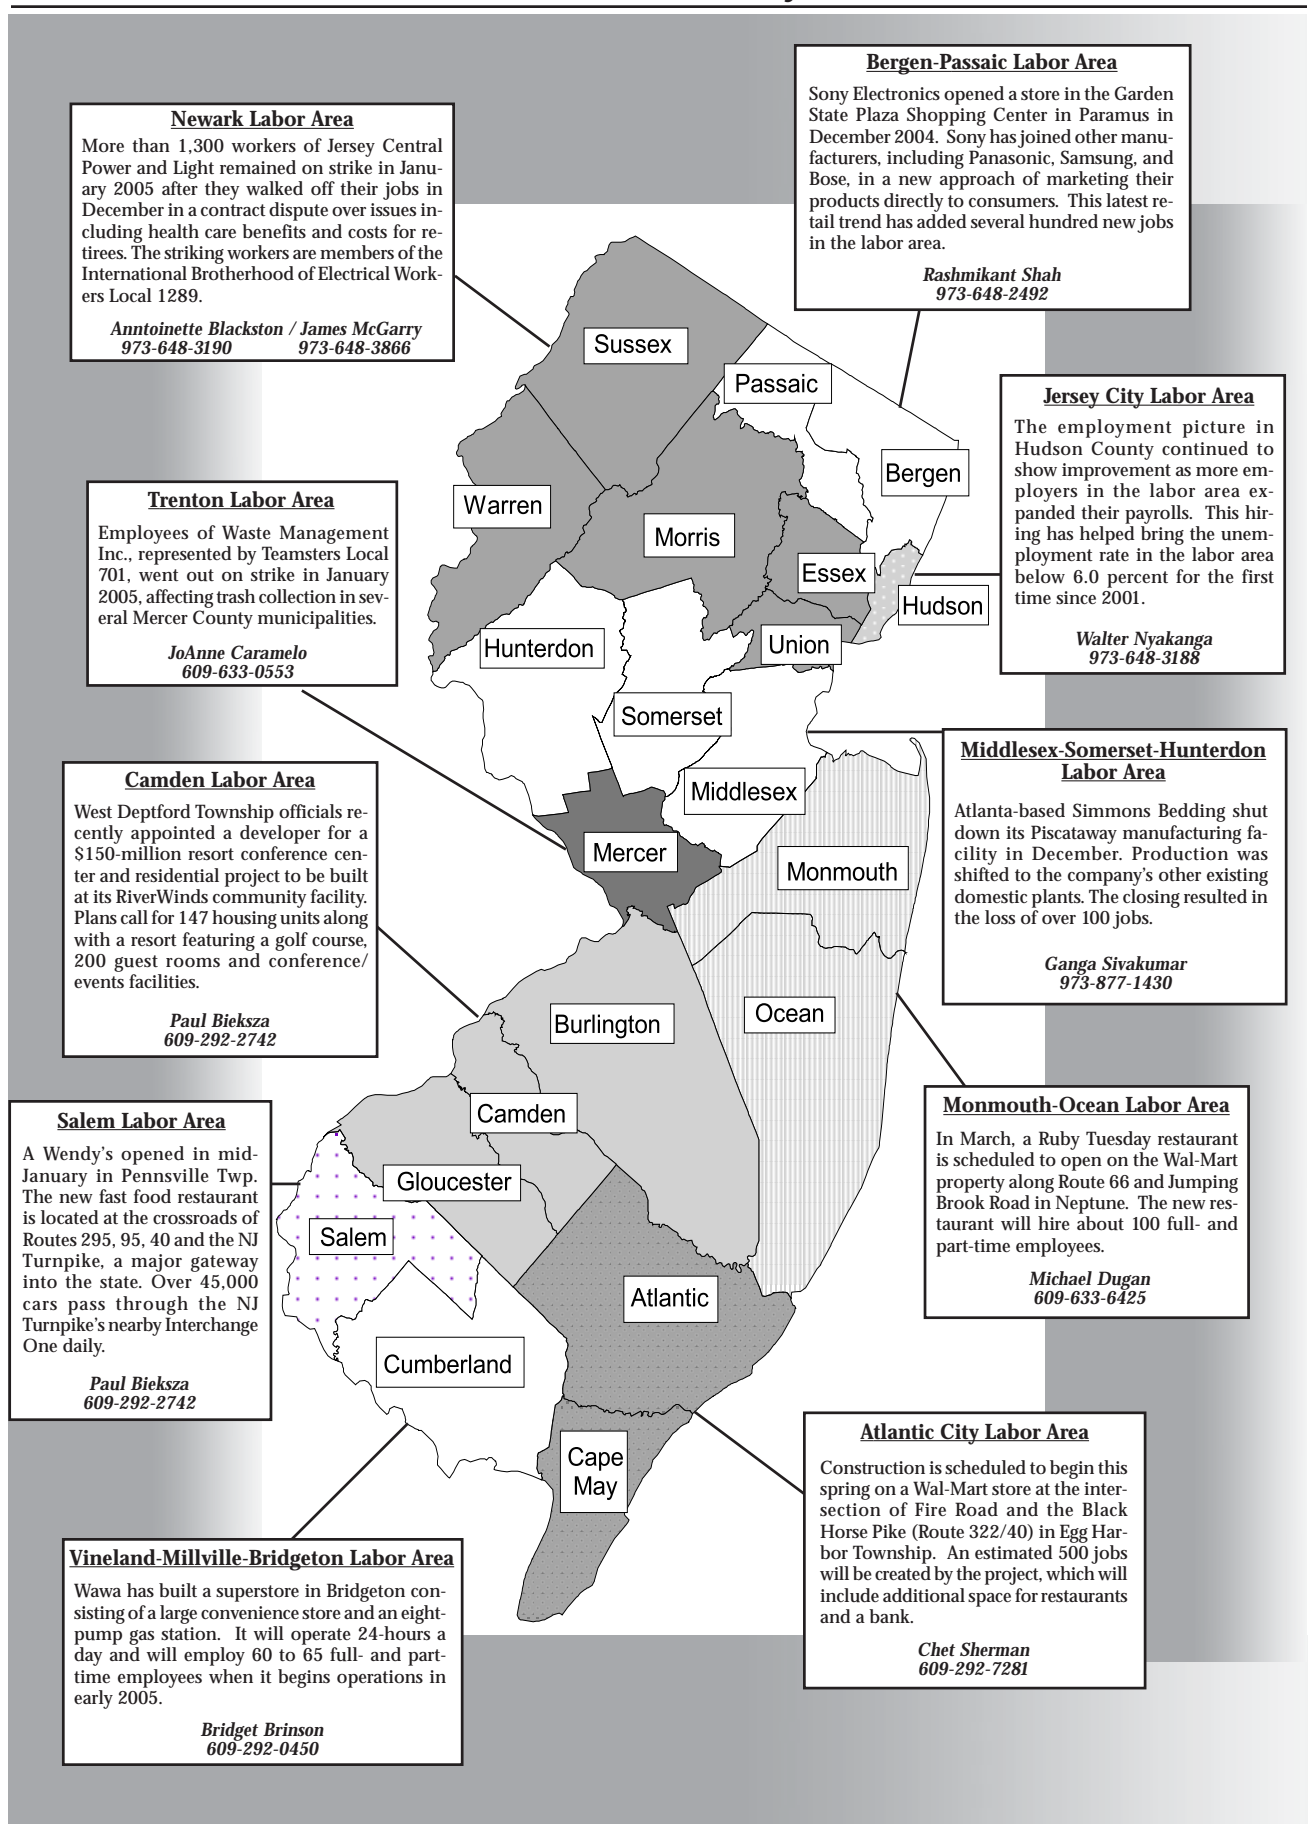 Newark Labor Area
More than 1,300 workers of Jersey Central
Power and Light remained on strike in Janu-
ary 2005 after they walked off their jobs in
December in a contract dispute over issues in-
cluding health care benefits and costs for re-
tirees. The striking workers are members of the
International Brotherhood of Electrical Work-
ers Local 1289.
Anntoinette Blackston / James McGarry
973-648-3190 973-648-3866
Bergen-Passaic Labor Area
Sony Electronics opened a store in the Garden
State Plaza Shopping Center in Paramus in
December 2004. Sony has joined other manu-
facturers, including Panasonic, Samsung, and
Bose, in a new approach of marketing their
products directly to consumers. This latest re-
tail trend has added several hundred new jobs
in the labor area.
Rashmikant Shah
973-648-2492
Jersey City Labor Area
The employment picture in
Hudson County continued to
show improvement as more em-
ployers in the labor area ex-
panded their payrolls. This hir-
ing has helped bring the unem-
ployment rate in the labor area
below 6.0 percent for the first
time since 2001.
Walter Nyakanga
973-648-3188
Trenton Labor Area
Employees of Waste Management
Inc., represented by Teamsters Local
701, went out on strike in January
2005, affecting trash collection in sev-
eral Mercer County municipalities.
JoAnne Caramelo
609-633-0553
Middlesex-Somerset-Hunterdon
Labor Area
Atlanta-based Simmons Bedding shut
down its Piscataway manufacturing fa-
cility in December. Production was
shifted to the company's other existing
domestic plants. The closing resulted in
the loss of over 100 jobs.
Ganga Sivakumar
973-877-1430
Camden Labor Area
West Deptford Township officials re-
cently appointed a developer for a
$150-million resort conference cen-
ter and residential project to be built
at its RiverWinds community facility.
Plans call for 147 housing units along
with a resort featuring a golf course,
200 guest rooms and conference/
events facilities.
Paul Bieksza
609-292-2742
Monmouth-Ocean Labor Area
In March, a Ruby Tuesday restaurant
is scheduled to open on the Wal-Mart
property along Route 66 and Jumping
Brook Road in Neptune. The new res-
taurant will hire about 100 full- and
part-time employees.
Michael Dugan
609-633-6425
Salem Labor Area
A Wendy's opened in mid-
January in Pennsville Twp.
The new fast food restaurant
is located at the crossroads of
Routes 295, 95, 40 and the NJ
Turnpike, a major gateway
into the state. Over 45,000
cars pass through the NJ
Turnpike's nearby Interchange
One daily.
Paul Bieksza
609-292-2742
Atlantic City Labor Area
Construction is scheduled to begin this
spring on a Wal-Mart store at the inter-
section of Fire Road and the Black
Horse Pike (Route 322/40) in Egg Har-
bor Township. An estimated 500 jobs
will be created by the project, which will
include additional space for restaurants
and a bank.
Chet Sherman
609-292-7281
Vineland-Millville-Bridgeton Labor Area
Wawa has built a superstore in Bridgeton con-
sisting of a large convenience store and an eight-
pump gas station. It will operate 24-hours a
day and will employ 60 to 65 full- and part-
time employees when it begins operations in
early 2005.
Bridget Brinson
609-292-0450
Sussex
Passaic
Bergen
Warren
Morris
Essex
Hudson
Hunterdon
Union
Somerset
Middlesex
Mercer
Monmouth
Ocean
Burlington
Camden
Gloucester
Salem
Atlantic
Cumberland
Cape
May